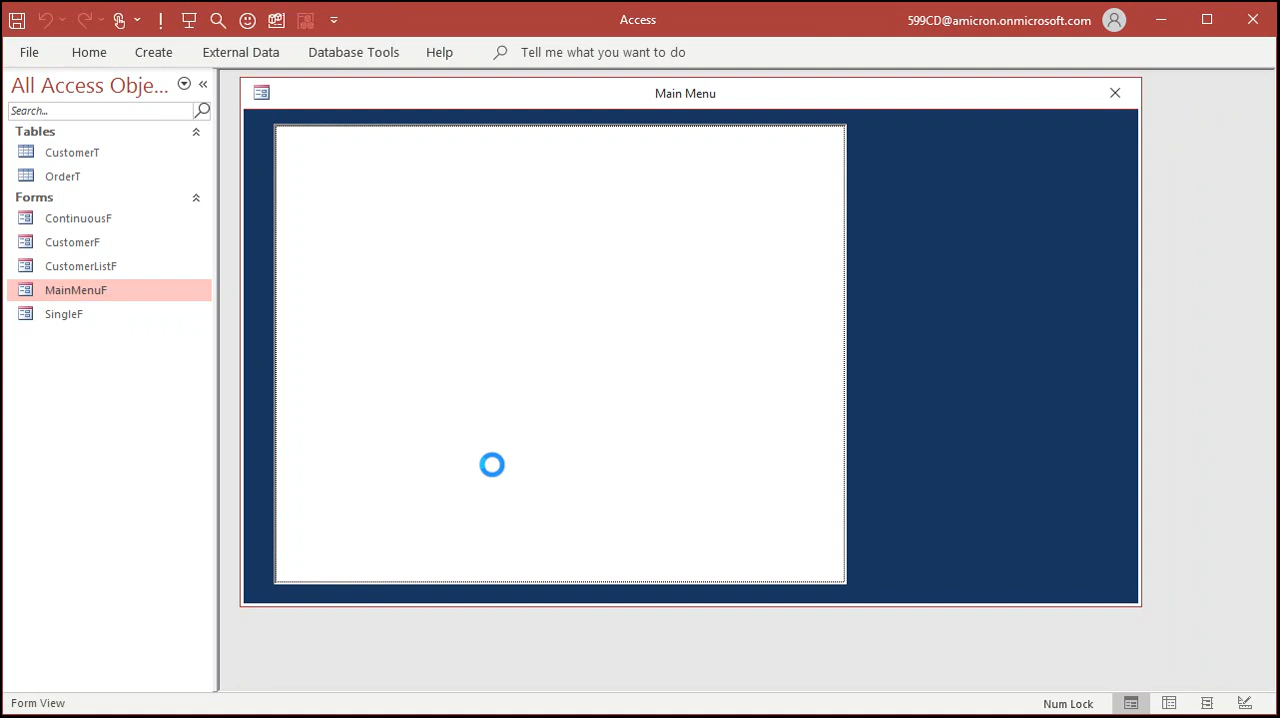 Access
599CD@amicron.onmicrosoft.com
File
Home
Create
External Data
Database Tools
Help
Tell me what you want to do
All Access Obje...
Search...
Tables
CustomerT
OrderT
Forms
ContinuousF
CustomerF
CustomerListF
MainMenuF
SingleF
Main Menu
Form View
Num Lock